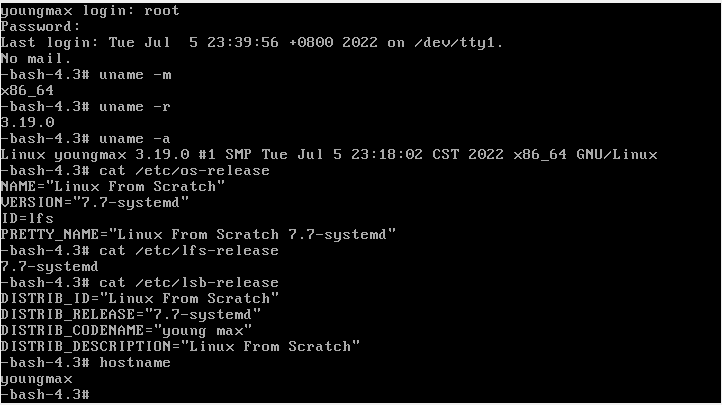 youngmax login: root
Password:
Last login: Tue Jul  5 23:39:56 +0800 2022 on /dev/tty1.
No mail.
-bash-4.3# uname -m
x86_64
-bash-4.3# uname -r
3.19.0
-bash-4.3# uname -a
Linux youngmax 3.19.0 #1 SMP Tue Jul 5 23:18:02 CST 2022 x86_64 GNU/Linux
-bash-4.3# cat /etc/os-release
NAME="Linux From Scratch"
VERSION="7.7-systemd"
ID=lfs
PRETTY_NAME="Linux From Scratch 7.7-systemd"
-bash-4.3# cat /etc/lfs-release
7.7-systemd
-bash-4.3# cat /etc/lsb-release
DISTRIB_ID="Linux From Scratch"
DISTRIB_RELEASE="7.7-systemd"
DISTRIB_CODENAME="young max"
DISTRIB_DESCRIPTION="Linux From Scratch"
-bash-4.3# hostname
youngmax
-bash-4.3#